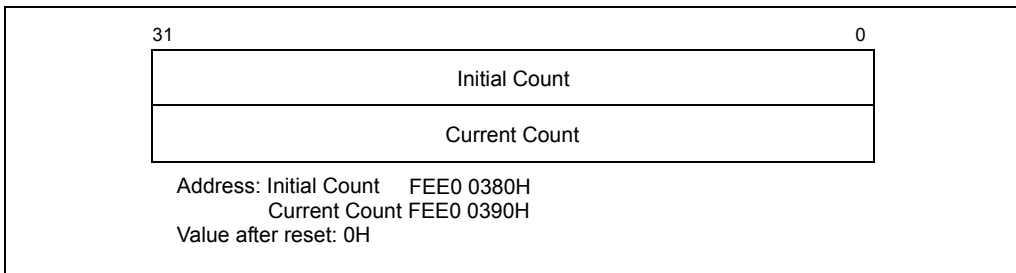 31 0
Initial Count
Current Count
Address: Initial Count FEE0 0380H
Current Count FEE0 0390H
Value after reset: 0H